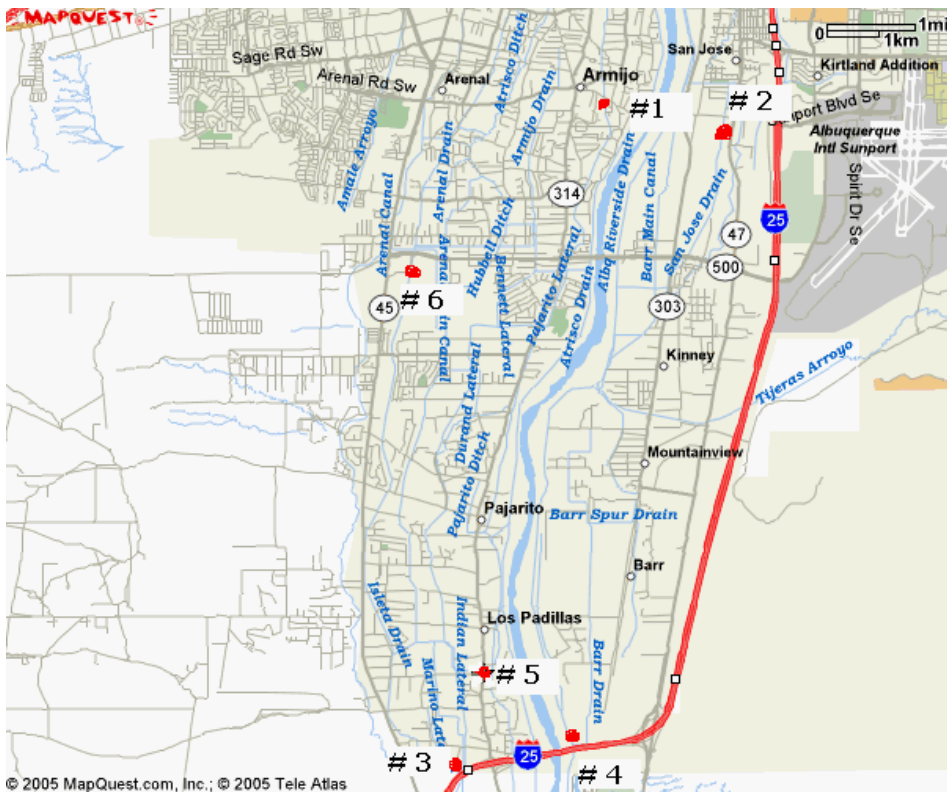 MAPQUEST
0 1mi
1km
San Jose
Sage Rd Sw
Arenal Rd Sw
Arenal
Atrisco Ditch
Armijo
Kirtland Addition
#1
#2
Sunport Blvd Se
Albuquerque
Intl Sunport
Amale Arroyo
Arenal Drain
Armijo Drain
Albq Riverside Drain
Barr Main Canal
San Jose Drain
Spirit Dr Se
314
25
47
500
Arenal Canal
Hubbell Ditch
Bennett Lateral
Pajarito Lateral
Atrisco Drain
#6
45
303
Kinney
Tijeras Arroyo
Durand Lateral
Pajarito Ditch
Mountainview
Pajarito
Barr Spur Drain
Barr
Isleta Drain
Indian Lateral
Los Padillas
Barr Drain
#5
#3
25
#4
© 2005 MapQuest.com, Inc.; © 2005 Tele Atlas